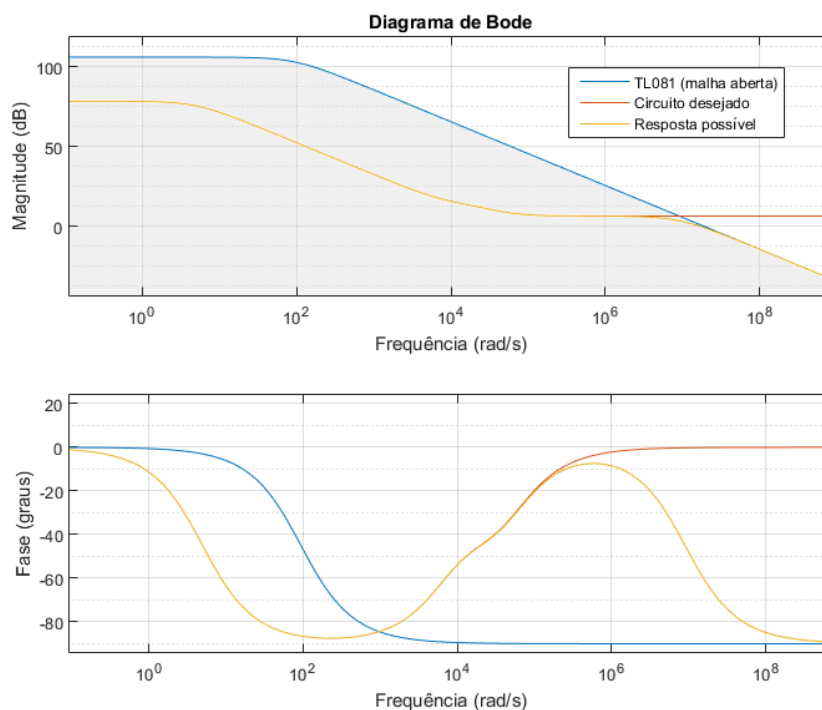 Diagrama de Bode
Magnitude (dB)
100
50
0
TL081 (malha aberta)
Circuito desejado
Resposta possível
10^0
10^2
10^4
10^6
10^8
Frequência (rad/s)
Fase (graus)
20
0
-20
-40
-60
-80
10^0
10^2
10^4
10^6
10^8
Frequência (rad/s)